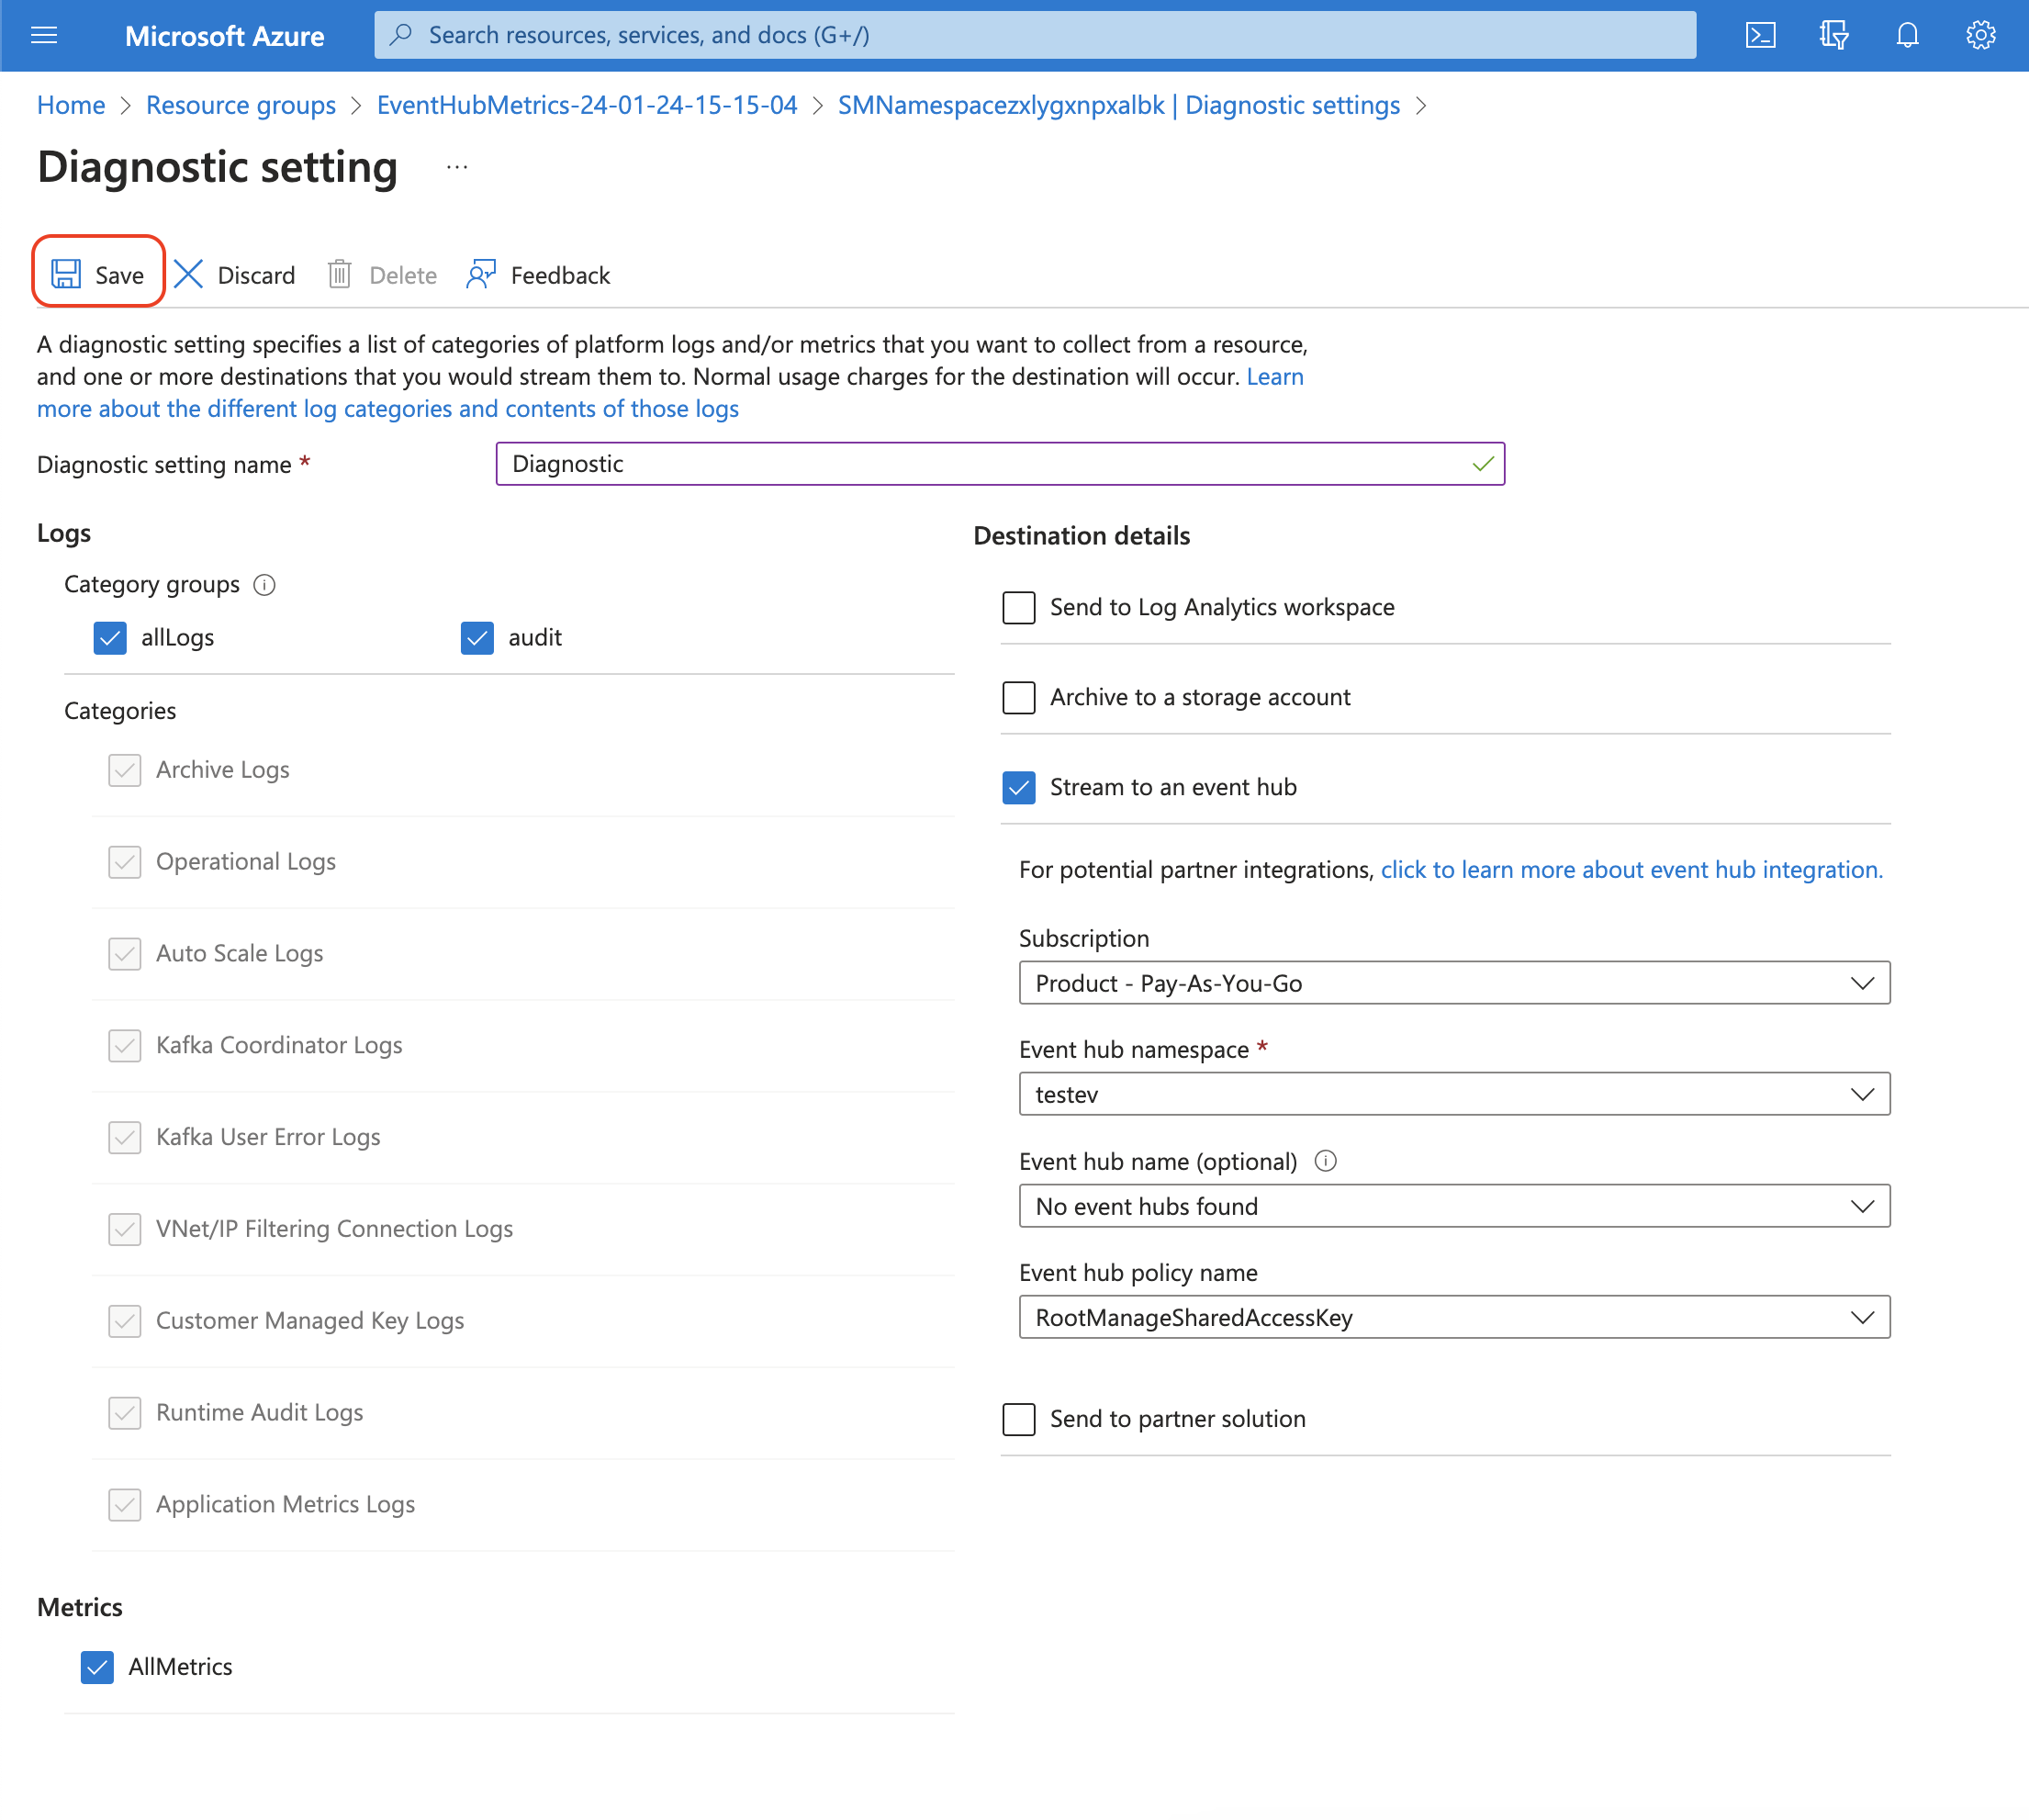 Microsoft Azure
Search resources, services, and docs (G+/)
Home > Resource groups > EventHubMetrics-24-01-24-15-15-04 > SMNamespacezxlygxnpxalbk | Diagnostic settings >
Diagnostic setting ...
Save Discard Delete Feedback
A diagnostic setting specifies a list of categories of platform logs and/or metrics that you want to collect from a resource,
and one or more destinations that you would stream them to. Normal usage charges for the destination will occur. Learn
more about the different log categories and contents of those logs
Diagnostic setting name *
Diagnostic
Logs
Category groups
allLogs
audit
Categories
Archive Logs
Operational Logs
Auto Scale Logs
Kafka Coordinator Logs
Kafka User Error Logs
VNet/IP Filtering Connection Logs
Customer Managed Key Logs
Runtime Audit Logs
Application Metrics Logs
Metrics
AllMetrics
Destination details
Send to Log Analytics workspace
Archive to a storage account
Stream to an event hub
For potential partner integrations, click to learn more about event hub integration.
Subscription
Product - Pay-As-You-Go
Event hub namespace *
testev
Event hub name (optional)
No event hubs found
Event hub policy name
RootManageSharedAccessKey
Send to partner solution